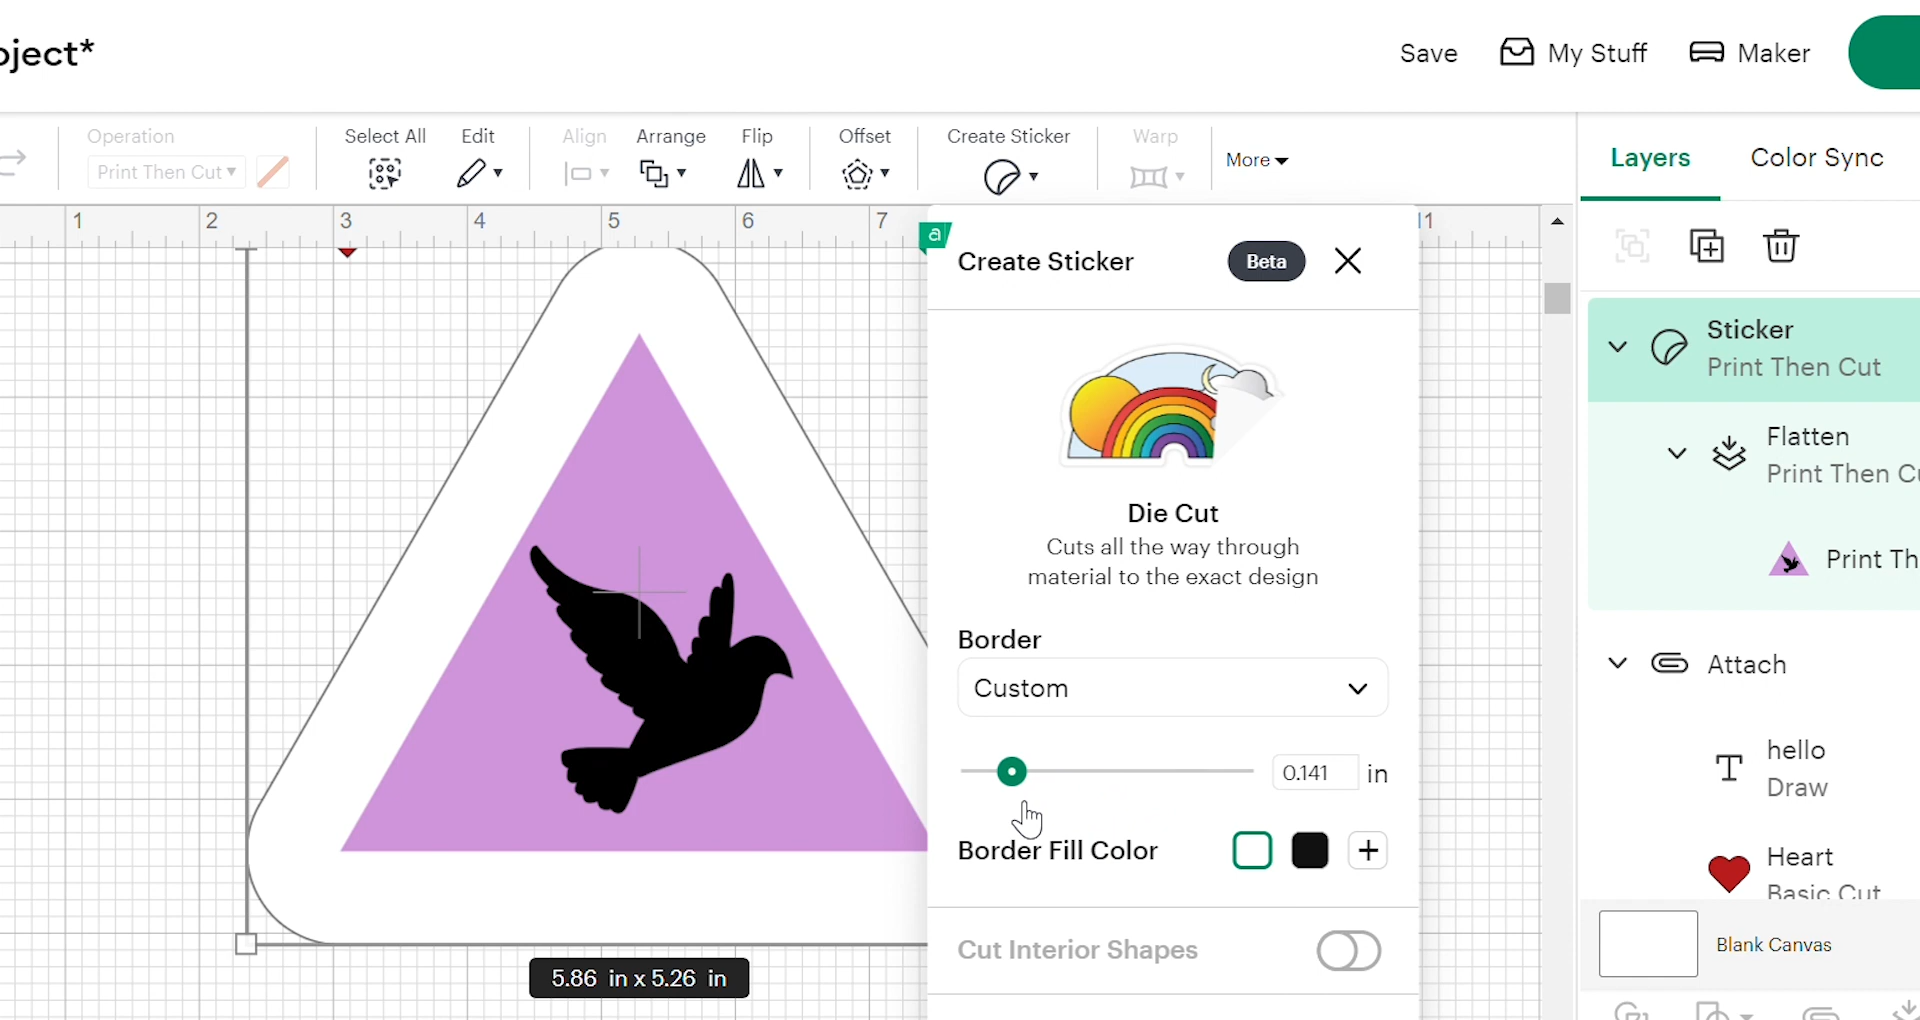 oject*
Save
My Stuff
Maker
Operation
Print Then Cut
Select All
Edit
Align
Arrange
Flip
Offset
Create Sticker
Warp
More
Layers
Color Sync
1 2 3 4 5 6 7 11
a
Create Sticker
Beta
Die Cut
Cuts all the way through
material to the exact design
Border
Custom
0.141 in
Border Fill Color
Cut Interior Shapes
5.86 in x 5.26 in
Sticker
Print Then Cut
Flatten
Print Then Cu
Print Th
Attach
T
hello
Draw
Heart
Basic Cut
Blank Canvas